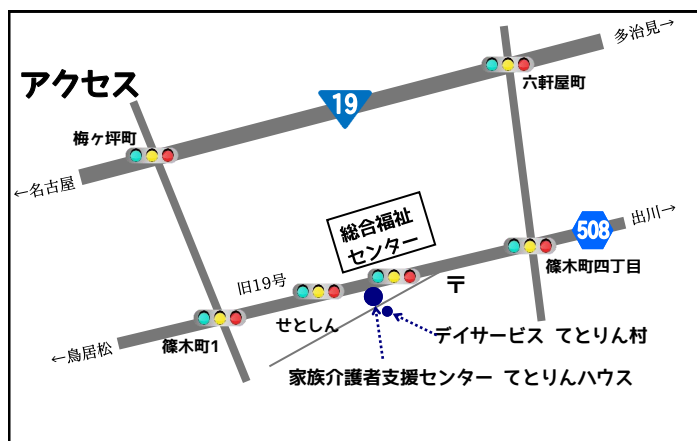 アクセス
多治見→
六軒屋町
19
梅ヶ坪町
←名古屋
総合福祉
センター
出川→
508
篠木町四丁目
旧19号
〒
せとしん
篠木町1
←鳥居松
デイサービス てとりん村
家族介護者支援センター てとりんハウス